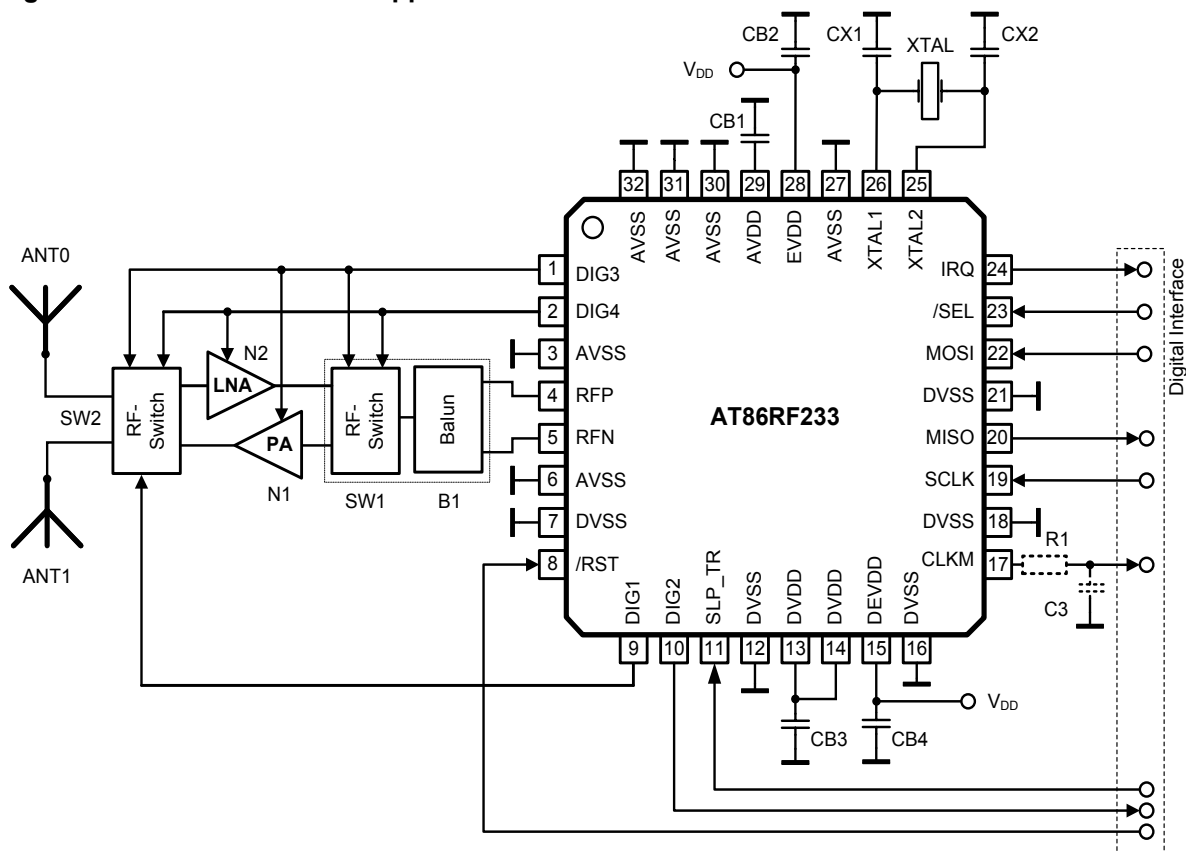 CB2
CX1
XTAL
CX2
VDD
CB1
32
31
30
29
28
27
26
25
AVSS
AVSS
AVSS
AVDD
EVDD
AVSS
XTAL1
XTAL2
ANT0
ANT1
SW2
RF-
Switch
N2
LNA
PA
N1
RF-
Switch
SW1
Balun
B1
1 DIG3
2 DIG4
3 AVSS
4 RFP
5 RFN
6 AVSS
7 DVSS
8 /RST
AT86RF233
IRQ 24
/SEL 23
MOSI 22
DVSS 21
MISO 20
SCLK 19
DVSS 18
CLKM 17
R1
C3
Digital Interface
DIG1
DIG2
SLP_TR
DVSS
DVDD
DVDD
DEVDD
DVSS
9
10
11
12
13
14
15
16
CB3
CB4
VDD